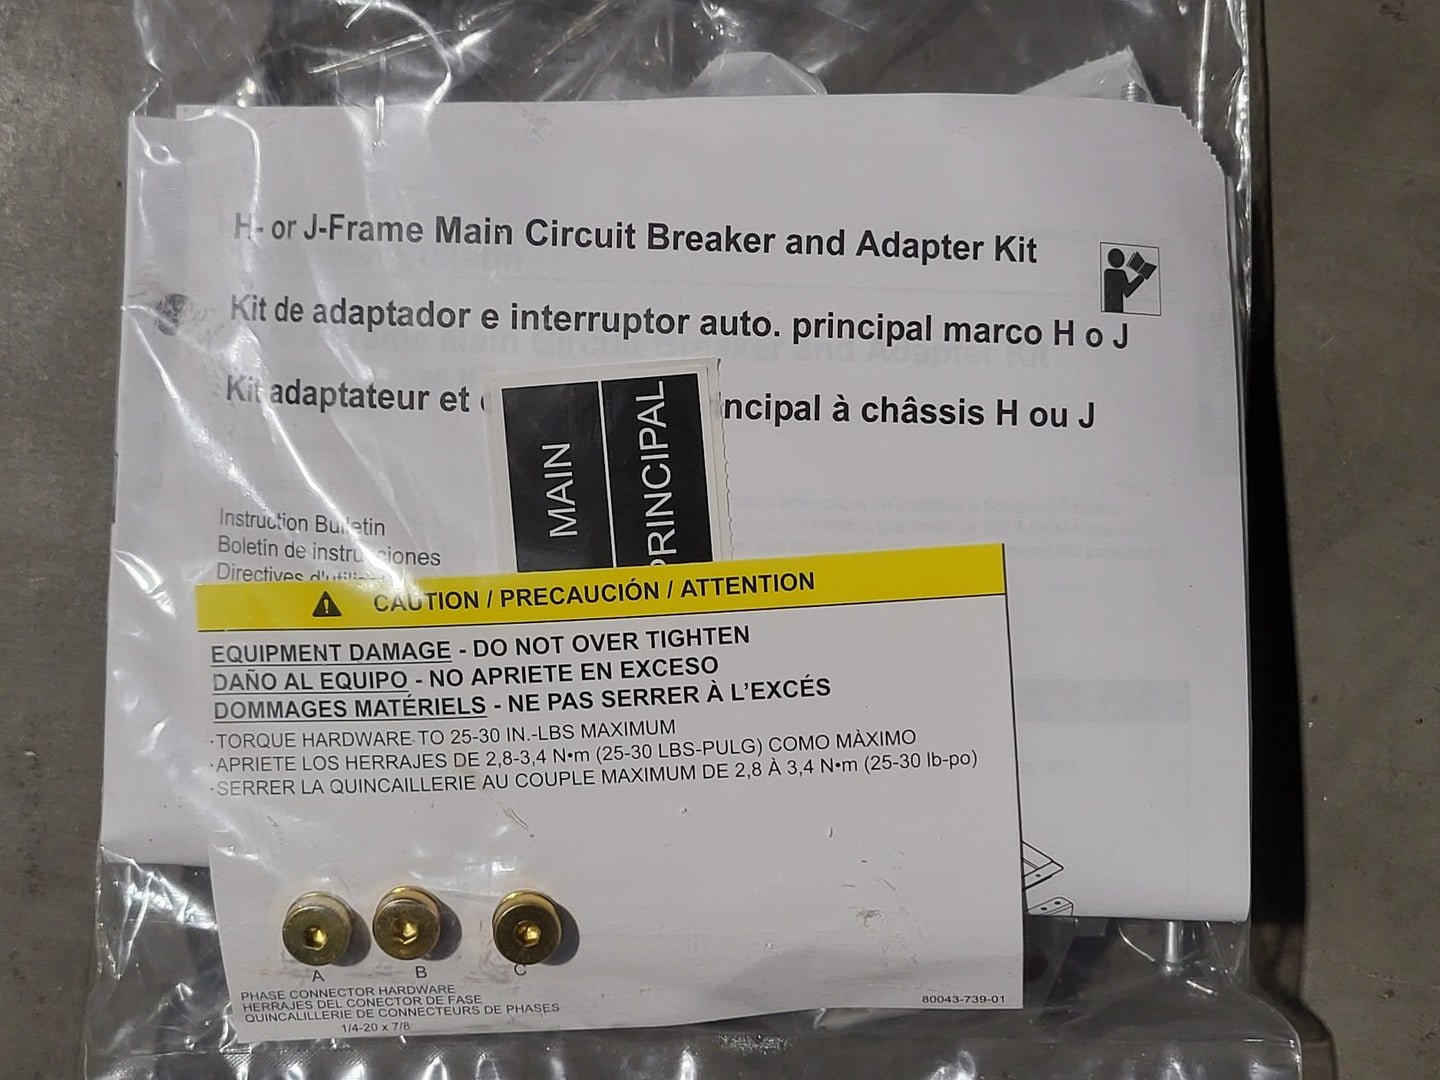 H- or J-Frame Main Circuit Breaker and Adapter Kit
Kit de adaptador e interruptor auto. principal marco H o J
Kit adaptateur et ncipal à châssis H ou J
MAIN
PRINCIPAL
Instruction Bulletin
Boletín de instrucciones
Directives
CAUTION / PRECAUCIÓN / ATTENTION
EQUIPMENT DAMAGE - DO NOT OVER TIGHTEN
DAÑO AL EQUIPO - NO APRIETE EN EXCESO
DOMMAGES MATÉRIELS - NE PAS SERRER À L'EXCÉS
·TORQUE HARDWARE TO 25-30 IN.-LBS MAXIMUM
·APRIETE LOS HERRAJES DE 2,8-3,4 N•m (25-30 LBS-PULG) COMO MÀXIMO
·SERRER LA QUINCAILLERIE AU COUPLE MAXIMUM DE 2,8 À 3,4 N•m (25-30 lb-po)
A B C
PHASE CONNECTOR HARDWARE
HERRAJES DEL CONECTOR DE FASE
QUINCALILLERIE DE CONNECTEURS DE PHASES
1/4-20 x 7/8
80043-739-01